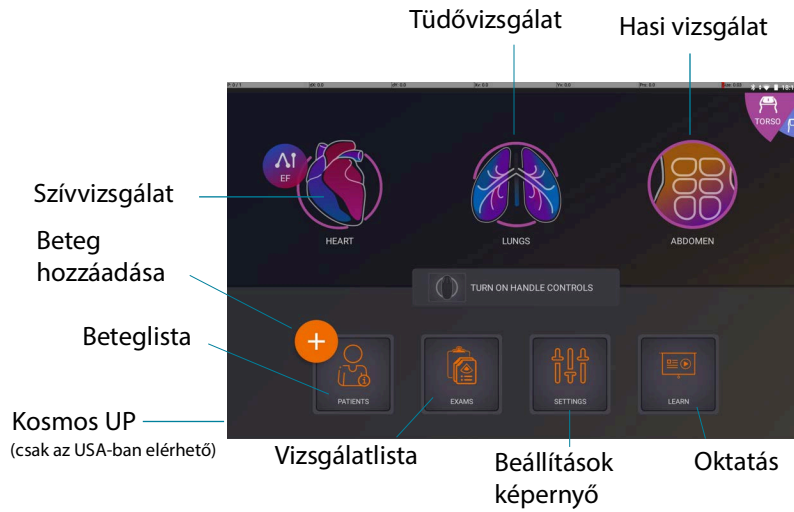 Tüdővizsgálat
Hasi vizsgálat
TORSO
EF
Szívvizsgálat
HEART
LUNGS
ABDOMEN
Beteg
hozzáadása
TURN ON HANDLE CONTROLS
Beteglista
PATIENTS
EXAMS
SETTINGS
LEARN
Kosmos UP
(csak az USA-ban elérhető)
Vizsgálatlista
Beállítások
képernyő
Oktatás